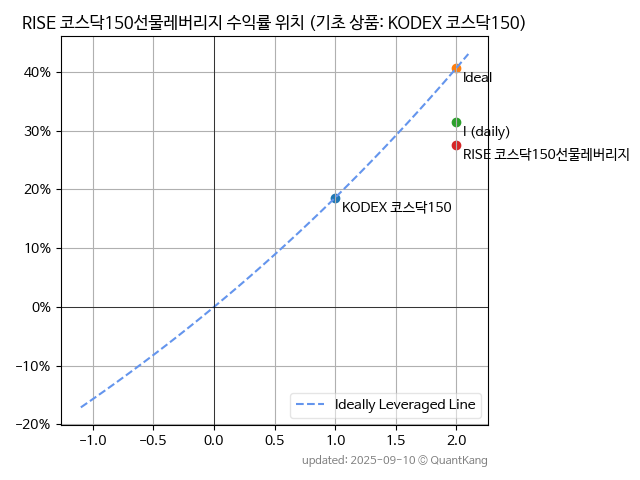 RISE 코스닥150선물레버리지 수익률 위치 (기초 상품: KODEX 코스닥150)
40%
30%
20%
10%
0%
−10%
−20%
Ideal
I (daily)
RISE 코스닥150선물레버리지
KODEX 코스닥150
Ideally Leveraged Line
−1.0
−0.5
0.0
0.5
1.0
1.5
2.0
updated: 2025-09-10 © QuantKang